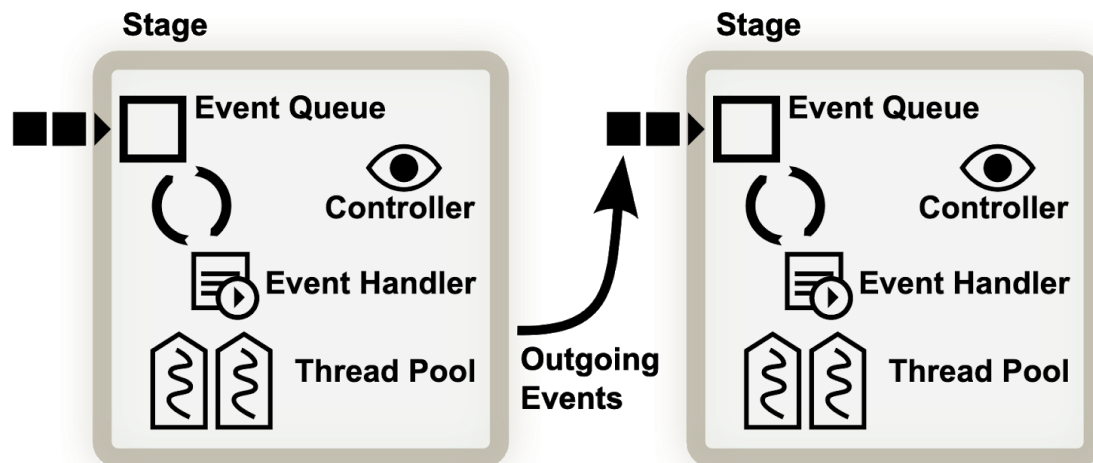 Stage
Event Queue
Controller
Event Handler
Thread Pool
Outgoing
Events
Stage
Event Queue
Controller
Event Handler
Thread Pool